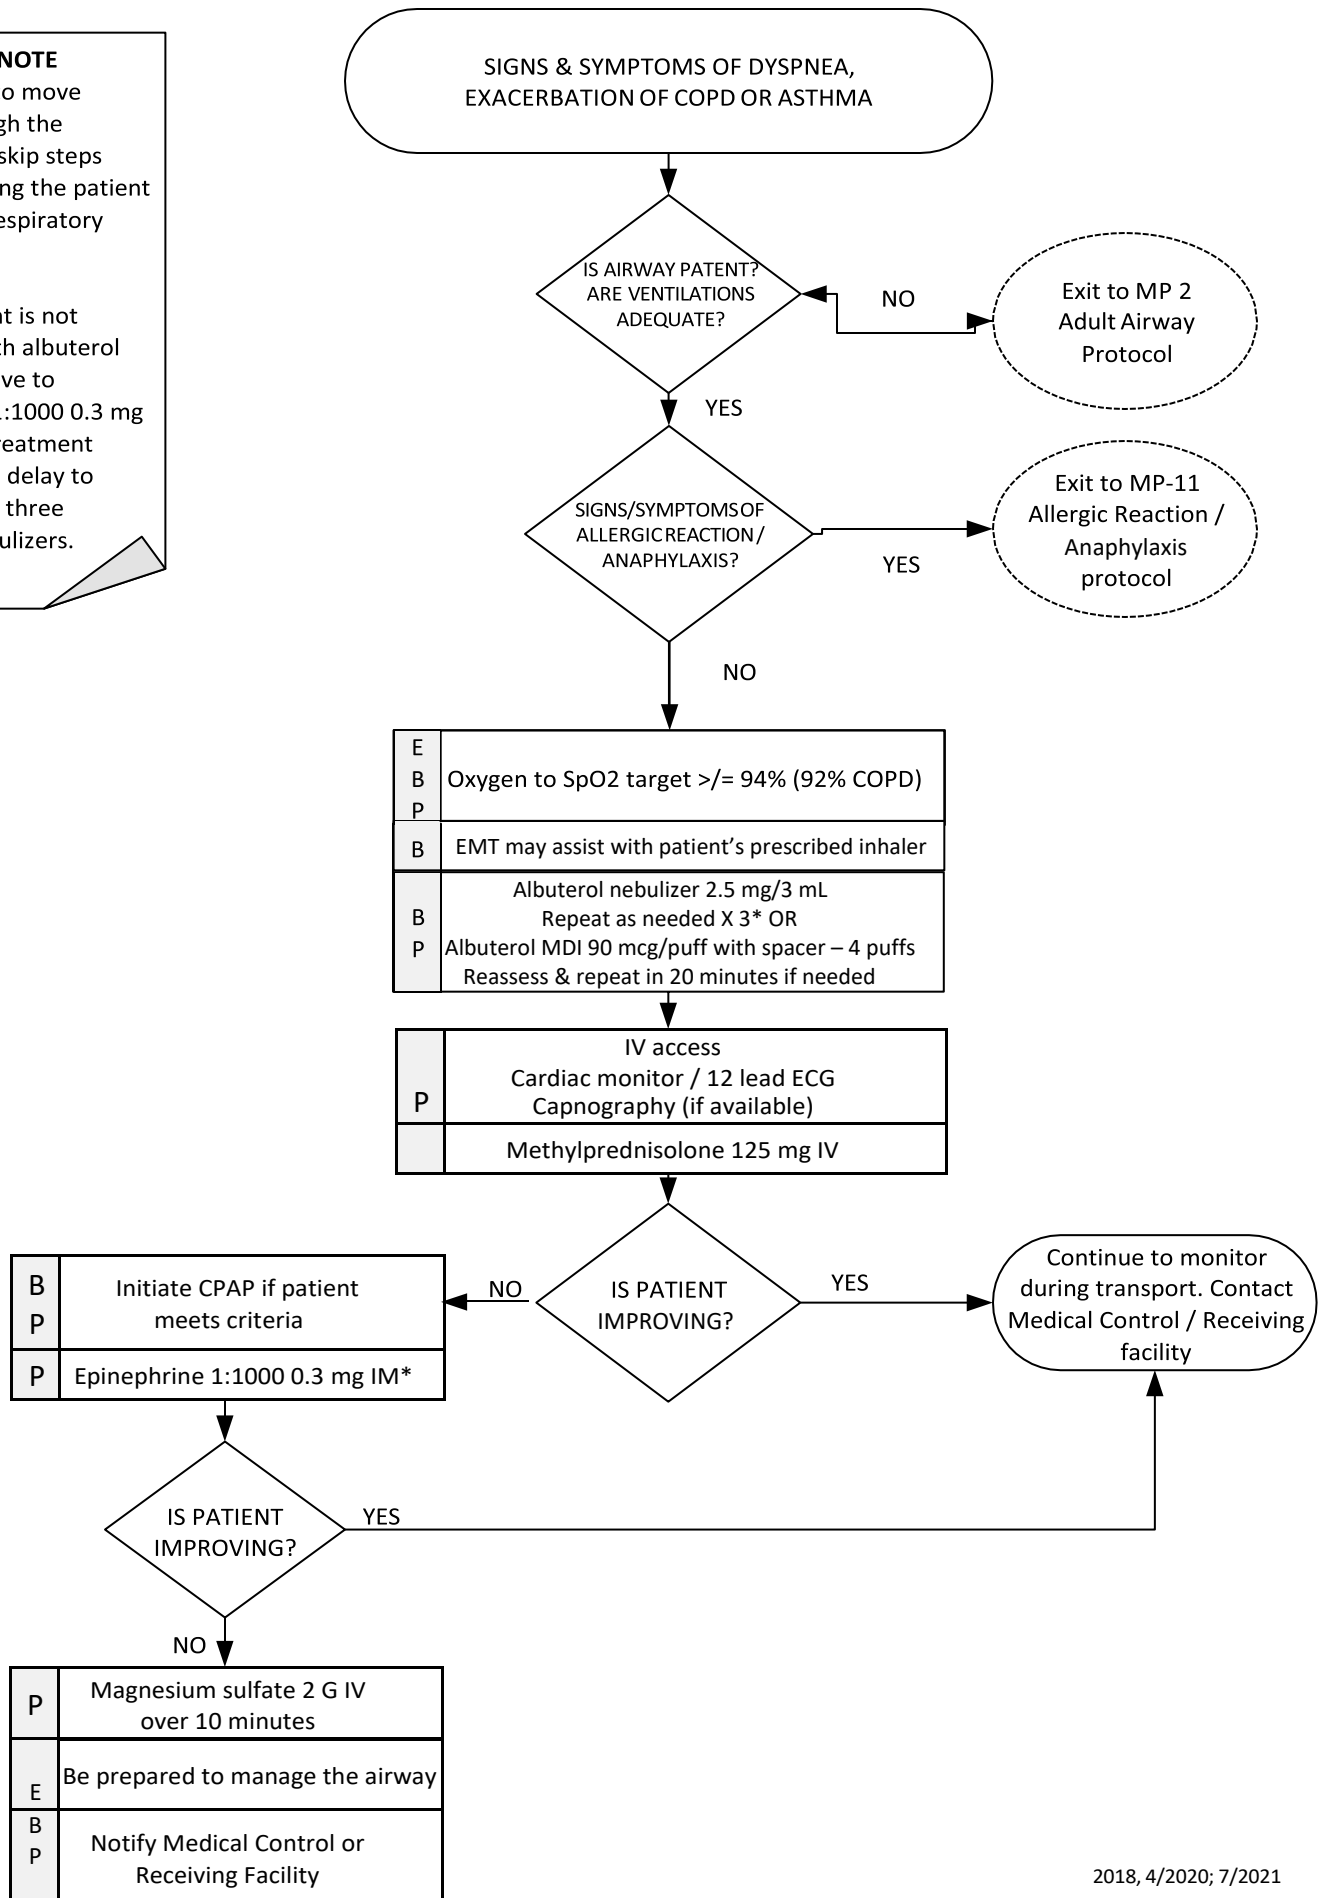 NOTE
o move
gh the
skip steps
ng the patient
espiratory
nt is not
th albuterol
ve to
1:1000 0.3 mg
reatment
delay to
three
ulizers.
SIGNS & SYMPTOMS OF DYSPNEA,
EXACERBATION OF COPD OR ASTHMA
IS AIRWAY PATENT?
ARE VENTILATIONS
ADEQUATE?
NO
Exit to MP 2
Adult Airway
Protocol
YES
SIGNS/SYMPTOMS OF
ALLERGIC REACTION /
ANAPHYLAXIS?
YES
Exit to MP-11
Allergic Reaction /
Anaphylaxis
protocol
NO
E
B
P
Oxygen to SpO2 target >/= 94% (92% COPD)
B
EMT may assist with patient’s prescribed inhaler
B
P
Albuterol nebulizer 2.5 mg/3 mL
Repeat as needed X 3* OR
Albuterol MDI 90 mcg/puff with spacer – 4 puffs
Reassess & repeat in 20 minutes if needed
P
IV access
Cardiac monitor / 12 lead ECG
Capnography (if available)
Methylprednisolone 125 mg IV
IS PATIENT
IMPROVING?
YES
Continue to monitor
during transport. Contact
Medical Control / Receiving
facility
NO
B
P
Initiate CPAP if patient
meets criteria
P
Epinephrine 1:1000 0.3 mg IM*
IS PATIENT
IMPROVING?
YES
NO
P
Magnesium sulfate 2 G IV
over 10 minutes
E
Be prepared to manage the airway
B
P
Notify Medical Control or
Receiving Facility
2018, 4/2020; 7/2021